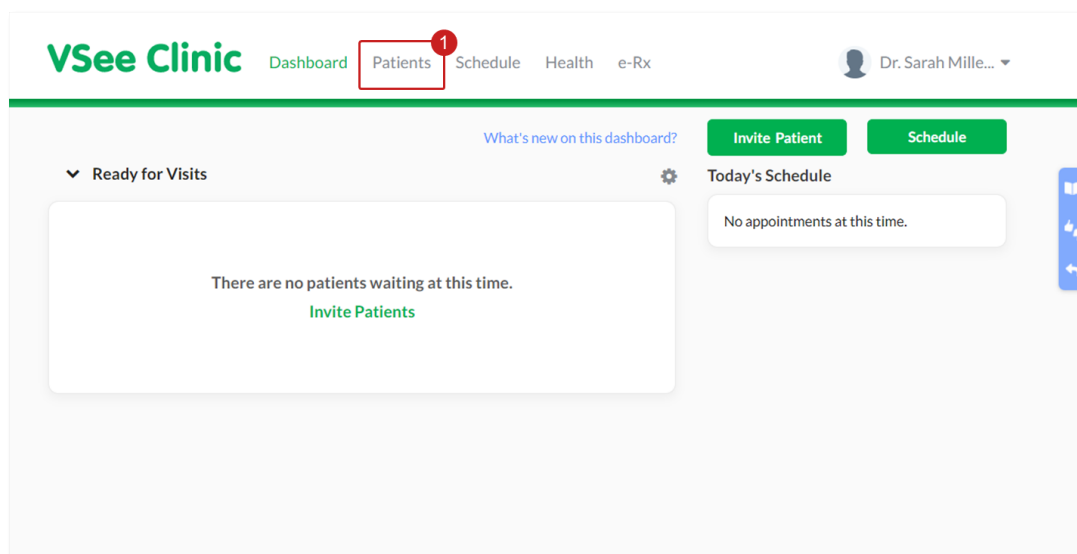 VSee Clinic
Dashboard
Patients
1
Schedule
Health
e-Rx
Dr. Sarah Mille...
What's new on this dashboard?
Invite Patient
Schedule
Ready for Visits
Today's Schedule
No appointments at this time.
There are no patients waiting at this time.
Invite Patients